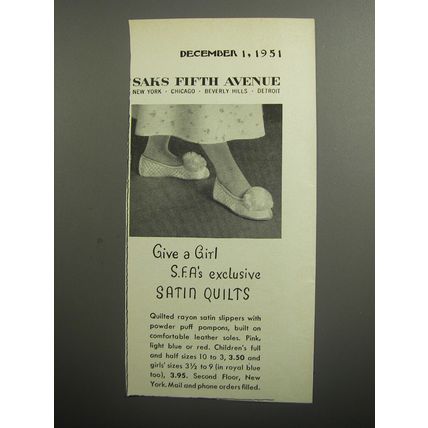 DECEMBER 1, 1951
SAKS FIFTH AVENUE
NEW YORK · CHICAGO · BEVERLY HILLS · DETROIT
Give a Girl
S.F.A's exclusive
SATIN QUILTS
Quilted rayon satin slippers with
powder puff pompons, built on
comfortable leather soles. Pink,
light blue or red. Children's full
and half sizes 10 to 3, 3.50 and
girls' sizes 3½ to 9 (in royal blue
too), 3.95. Second Floor, New
York. Mail and phone orders filled.